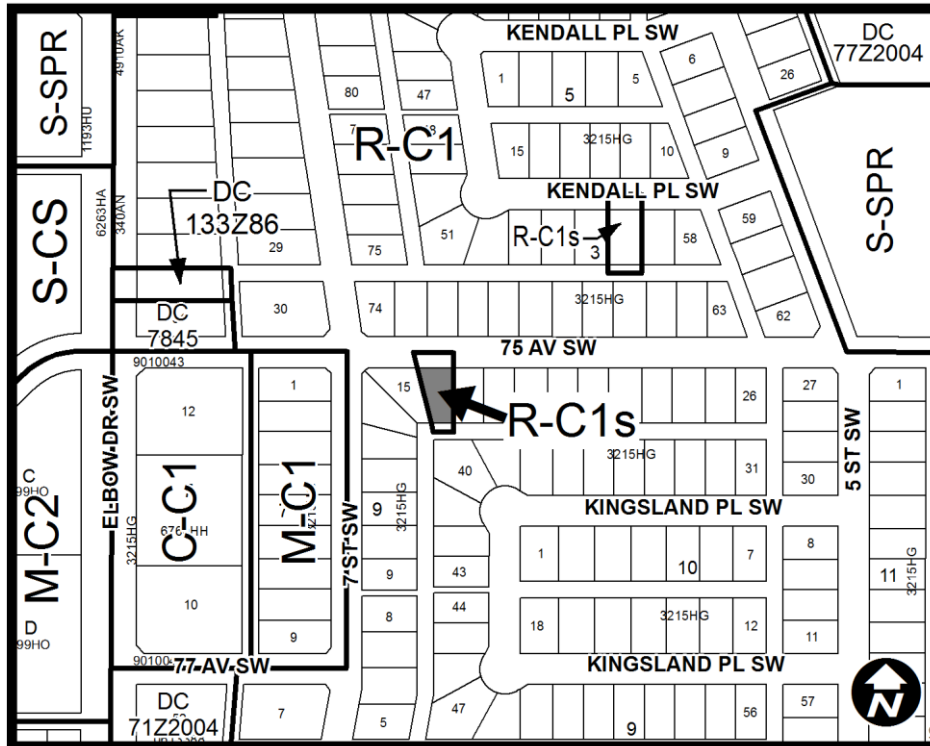 KENDALL PL SW
DC
77Z2004
S-SPR
4910AK
1193HU
80
47
1
5
5
6
26
R-C1
15
3215HG
10
9
KENDALL PL SW
S-SPR
S-CS
6263HA
340AN
DC
133Z86
29
75
51
R-C1s
3
58
59
DC
7845
30
74
3215HG
63
62
75 AV SW
9010043
ELBOW DR SW
12
1
15
R-C1s
26
27
1
5 ST SW
M-C2
C
99HO
C-C1
3215HG
M-C1
7 ST SW
9
3215HG
40
3215HG
31
30
KINGSLAND PL SW
1
10
7
8
11
3215HG
D
99HO
10
9
9
43
8
44
18
3215HG
12
11
77 AV SW
KINGSLAND PL SW
DC
71Z2004
7
5
47
9
56
57
N